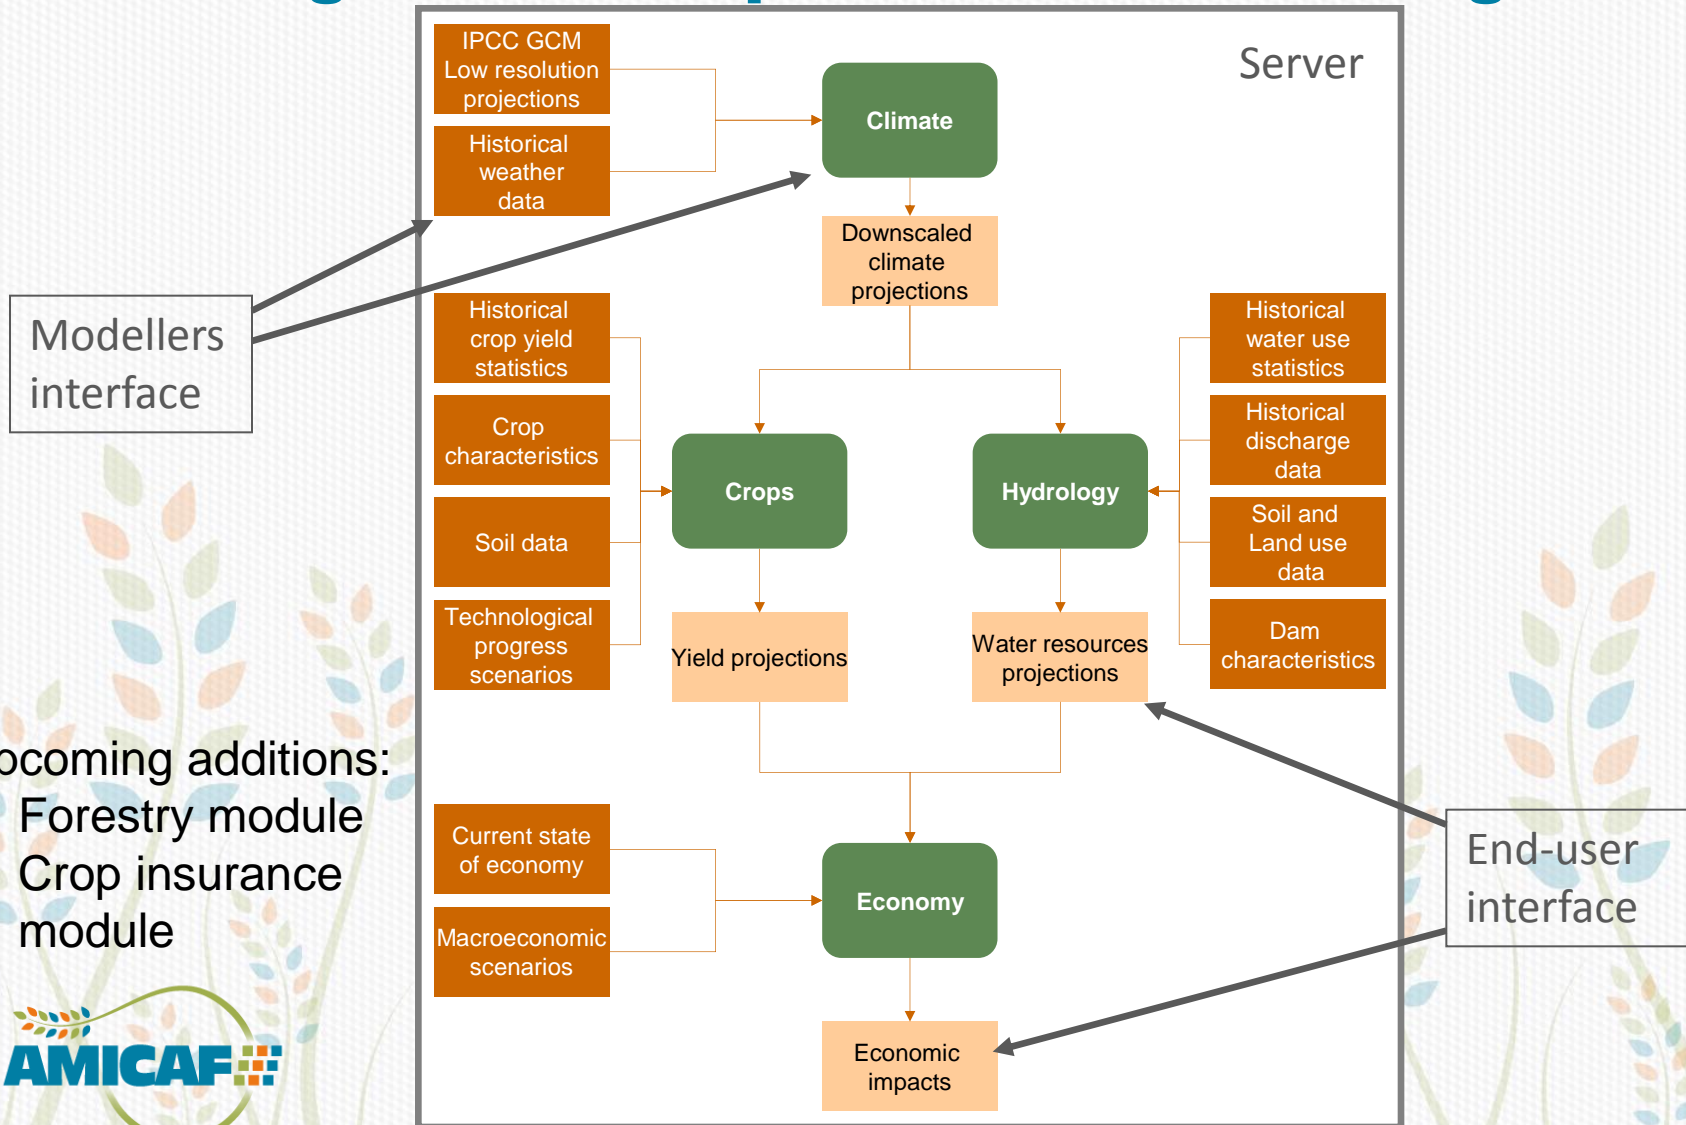 Server
IPCC GCM
Low resolution
projections
Historical
weather
data
Climate
Downscaled
climate
projections
Modellers
interface
Historical
crop yield
statistics
Crop
characteristics
Soil data
Technological
progress
scenarios
Crops
Hydrology
Historical
water use
statistics
Historical
discharge
data
Soil and
Land use
data
Dam
characteristics
Yield projections
Water resources
projections
additions:
Forestry module
Crop insurance
module
Current state
of economy
Macroeconomic
scenarios
Economy
End-user
interface
Economic
impacts
AMICAF